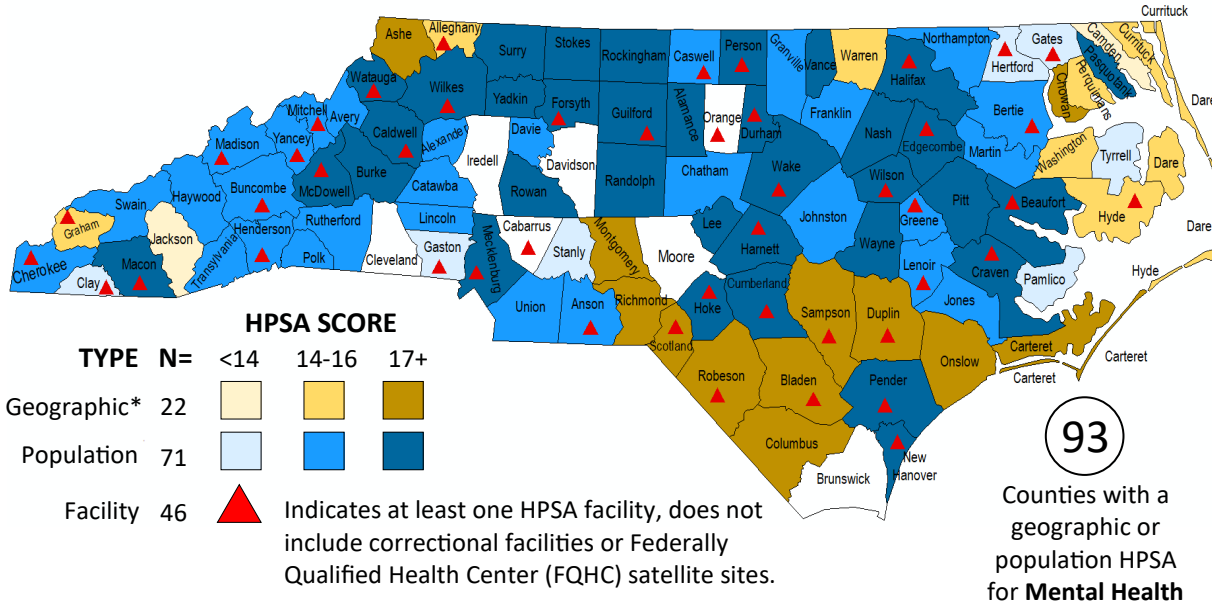 Currituck
Ashe
Alleghany
Surry
Stokes
Rockingham
Caswell
Person
Granville
Vance
Warren
Northampton
Hertford
Gates
Camden
Currituck
Pasquotank
Perquimans
Chowan
Halifax
Bertie
Dare
Watauga
Wilkes
Yadkin
Forsyth
Guilford
Alamance
Orange
Durham
Franklin
Nash
Edgecombe
Martin
Washington
Tyrrell
Dare
Mitchell
Avery
Yancey
Madison
Caldwell
Alexander
Iredell
Davie
Davidson
Randolph
Chatham
Wake
Wilson
Pitt
Beaufort
Hyde
Dare
Swain
Haywood
Buncombe
McDowell
Burke
Catawba
Rowan
Lincoln
Rutherford
Lee
Harnett
Johnston
Greene
Wayne
Graham
Jackson
Transylvania
Henderson
Polk
Cleveland
Gaston
Mecklenburg
Cabarrus
Stanly
Montgomery
Moore
Lenoir
Craven
Pamlico
Hyde
Cherokee
Clay
Macon
Union
Anson
Richmond
Scotland
Hoke
Cumberland
Sampson
Duplin
Jones
Onslow
Carteret
Carteret
Carteret
Robeson
Bladen
Pender
Columbus
Brunswick
New
Hanover
HPSA SCORE
TYPE N= <14 14-16 17+
Geographic* 22
Population 71
Facility 46
Indicates at least one HPSA facility, does not
include correctional facilities or Federally
Qualified Health Center (FQHC) satellite sites.
93
Counties with a
geographic or
population HPSA
for Mental Health